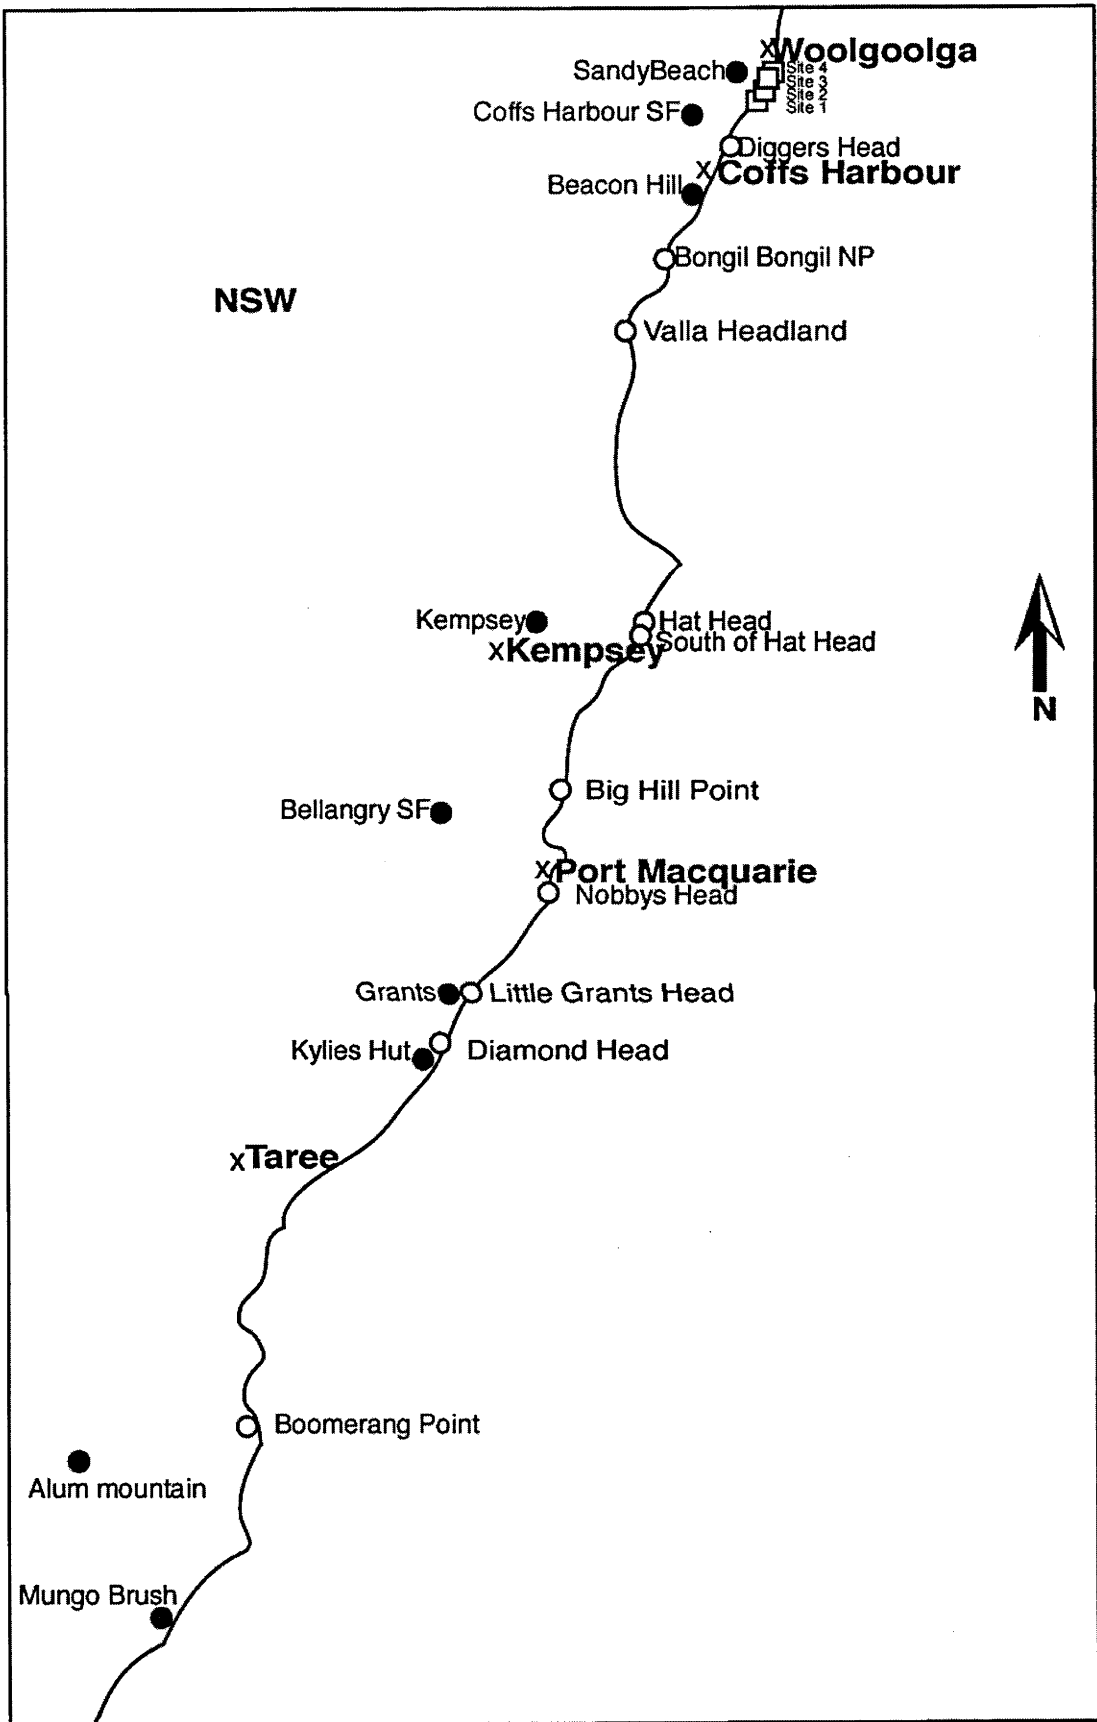 Woolgoolga
SandyBeach
Site 4
Site 3
Site 2
Site 1
Coffs Harbour SF
Diggers Head
Coffs Harbour
Beacon Hill
Bongil Bongil NP
NSW
Valla Headland
Kempsey
Hat Head
South of Hat Head
Kempsey
N
Big Hill Point
Bellangry SF
Port Macquarie
Nobbys Head
Grants
Little Grants Head
Kylies Hut
Diamond Head
Taree
Boomerang Point
Alum mountain
Mungo Brush